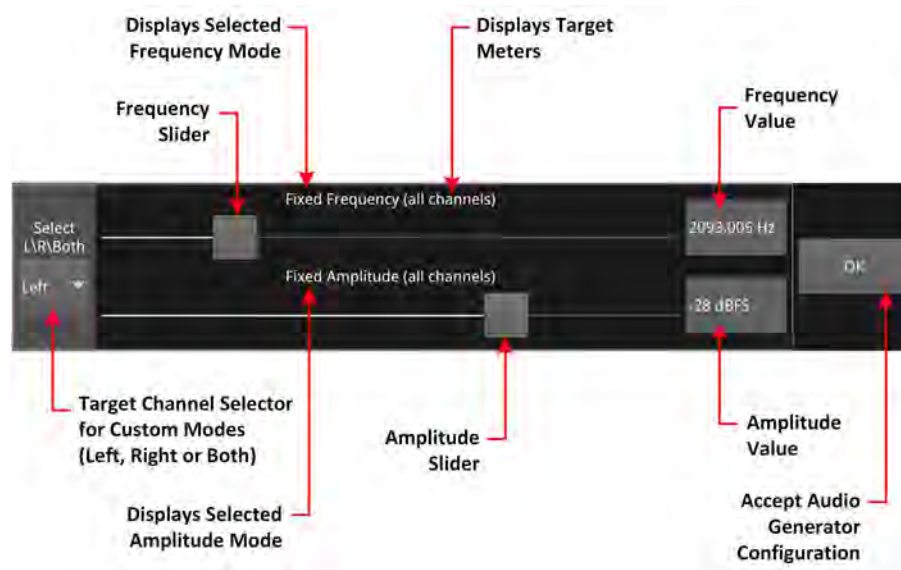 Displays Selected
Frequency Mode
Displays Target
Meters
Frequency
Slider
Frequency
Value
Fixed Frequency (all channels)
Select
L\R\Both
2093.005 Hz
Fixed Amplitude (all channels)
Left
OK
-28 dBFS
Target Channel Selector
for Custom Modes
(Left, Right or Both)
Amplitude
Slider
Amplitude
Value
Displays Selected
Amplitude Mode
Accept Audio
Generator
Configuration